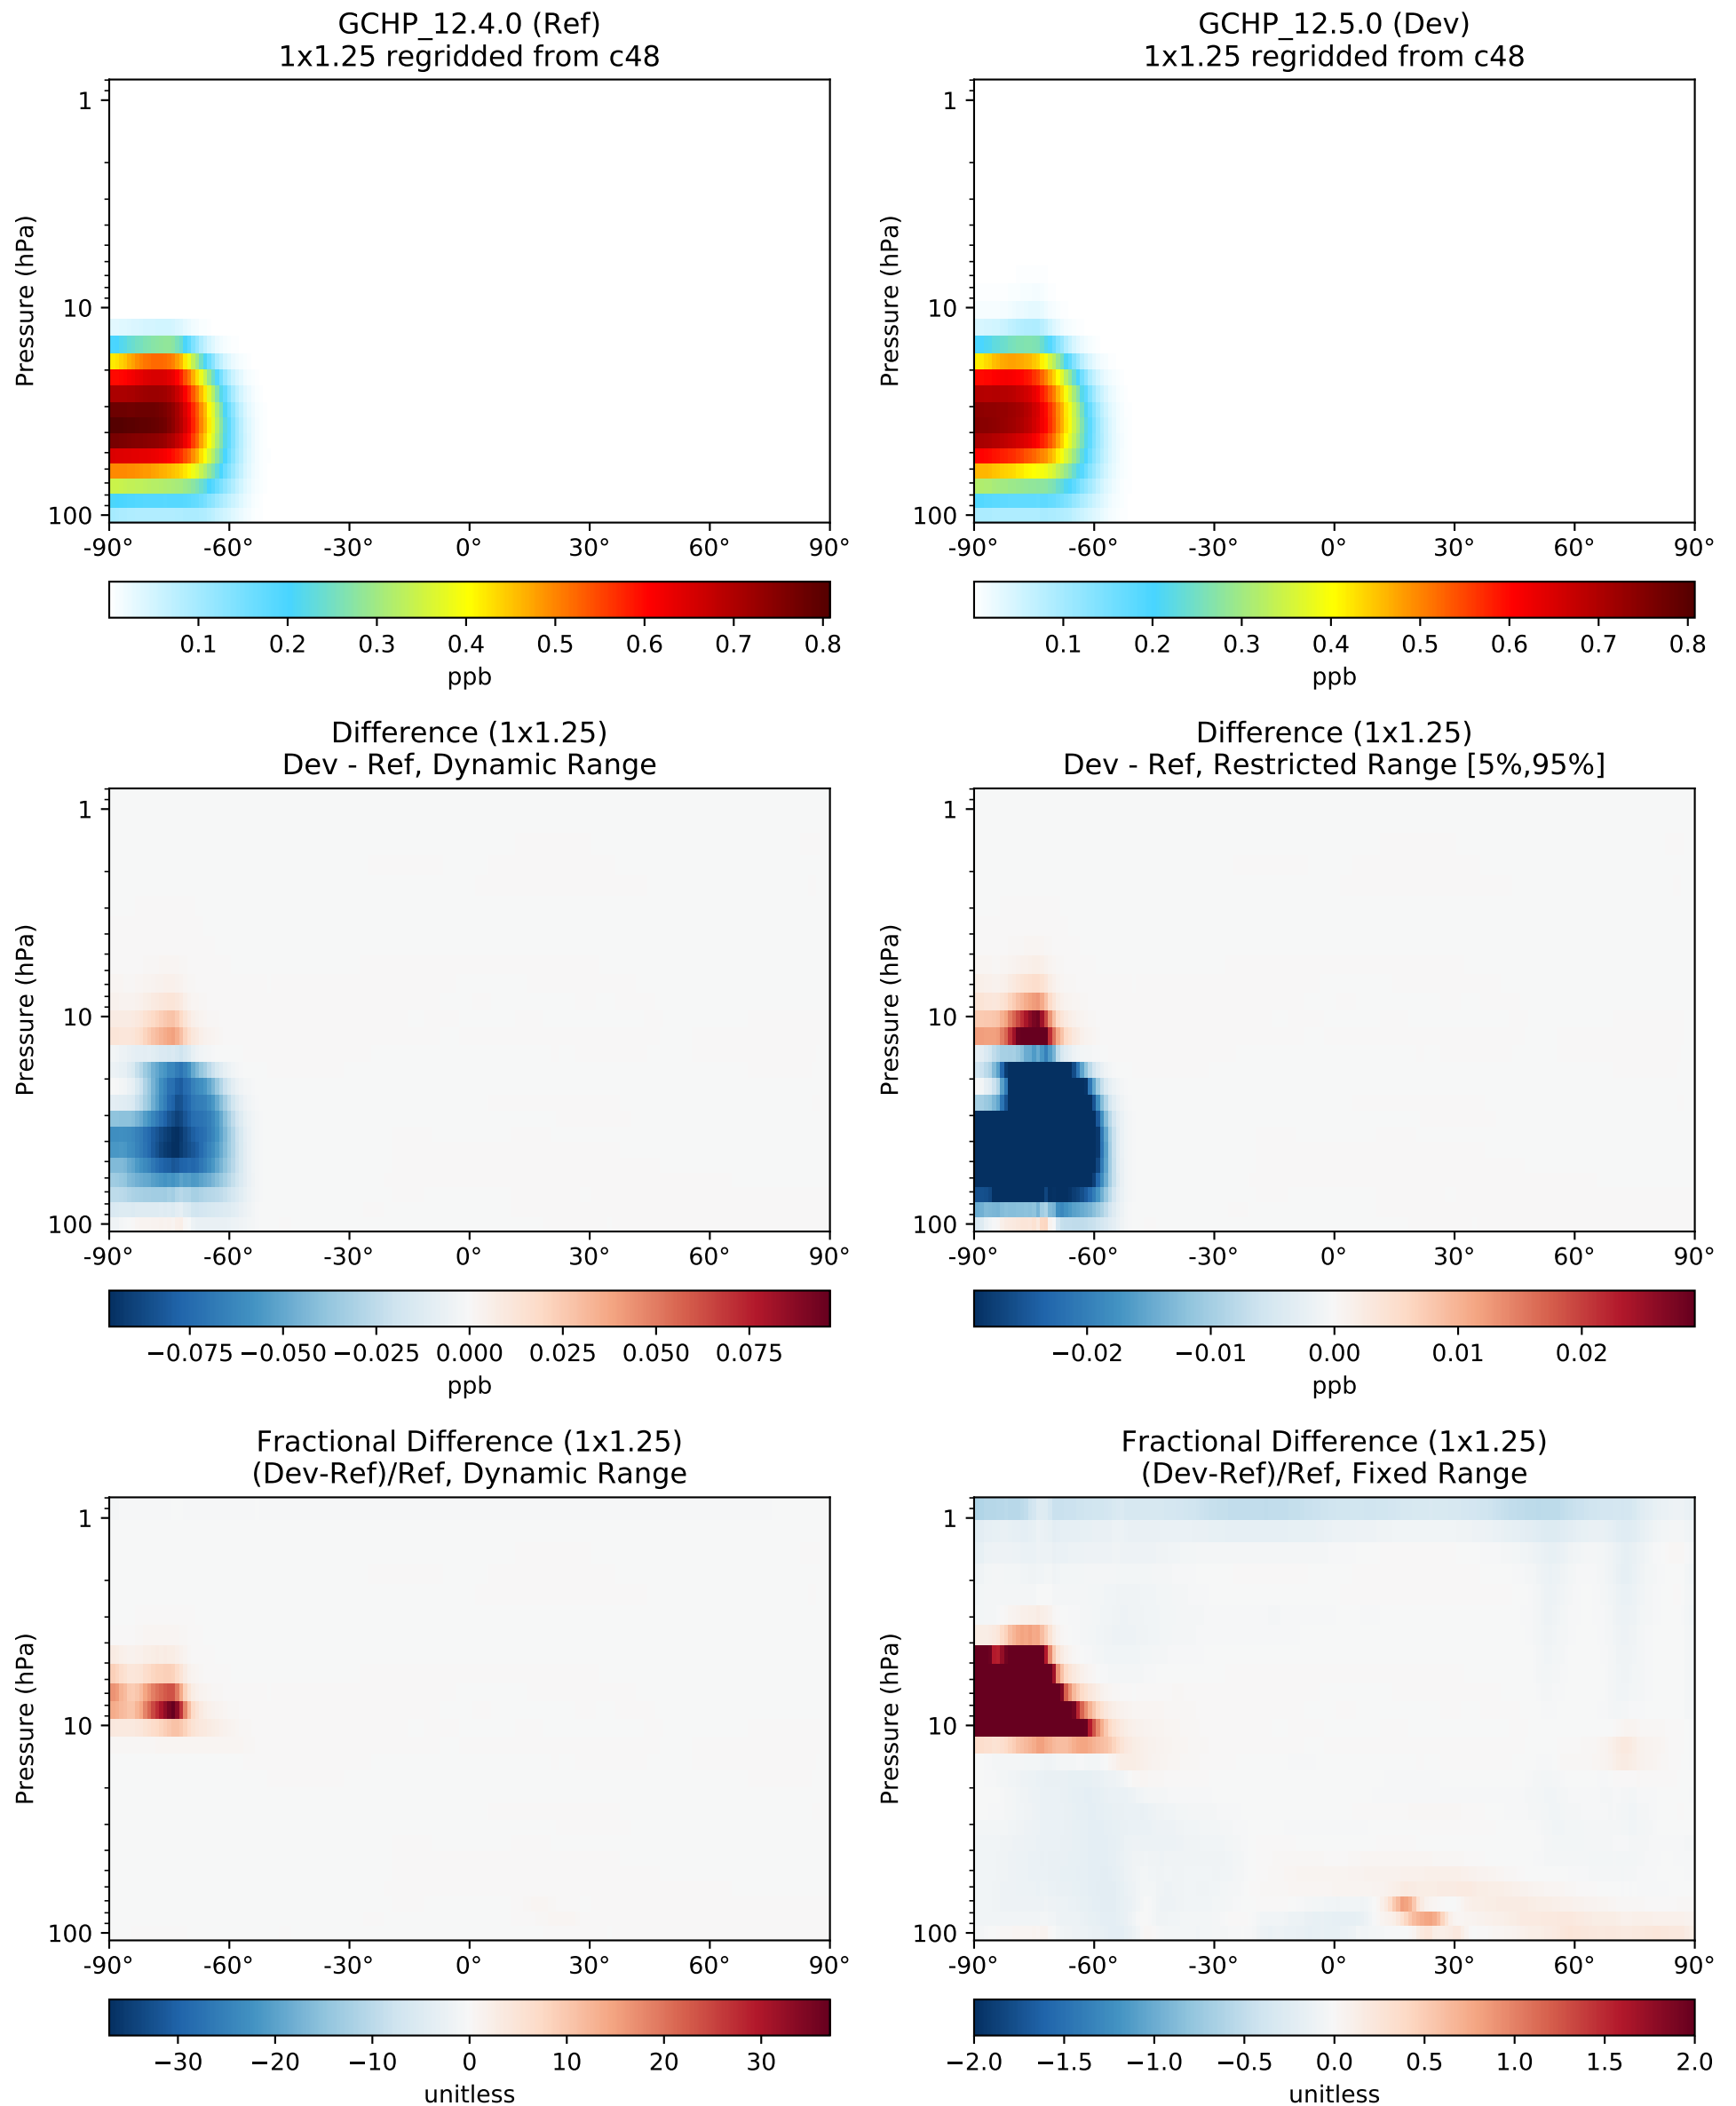 GCHP_12.4.0 (Ref)
1x1.25 regridded from c48
Pressure (hPa)
1
10
100
-90° -60° -30° 0° 30° 60° 90°
0.1 0.2 0.3 0.4 0.5 0.6 0.7 0.8
ppb
GCHP_12.5.0 (Dev)
1x1.25 regridded from c48
Pressure (hPa)
1
10
100
-90° -60° -30° 0° 30° 60° 90°
0.1 0.2 0.3 0.4 0.5 0.6 0.7 0.8
ppb
Difference (1x1.25)
Dev - Ref, Dynamic Range
Pressure (hPa)
1
10
100
-90° -60° -30° 0° 30° 60° 90°
−0.075 −0.050 −0.025 0.000 0.025 0.050 0.075
ppb
Difference (1x1.25)
Dev - Ref, Restricted Range [5%,95%]
Pressure (hPa)
1
10
100
-90° -60° -30° 0° 30° 60° 90°
−0.02 −0.01 0.00 0.01 0.02
ppb
Fractional Difference (1x1.25)
(Dev-Ref)/Ref, Dynamic Range
Pressure (hPa)
1
10
100
-90° -60° -30° 0° 30° 60° 90°
−30 −20 −10 0 10 20 30
unitless
Fractional Difference (1x1.25)
(Dev-Ref)/Ref, Fixed Range
Pressure (hPa)
1
10
100
-90° -60° -30° 0° 30° 60° 90°
−2.0 −1.5 −1.0 −0.5 0.0 0.5 1.0 1.5 2.0
unitless